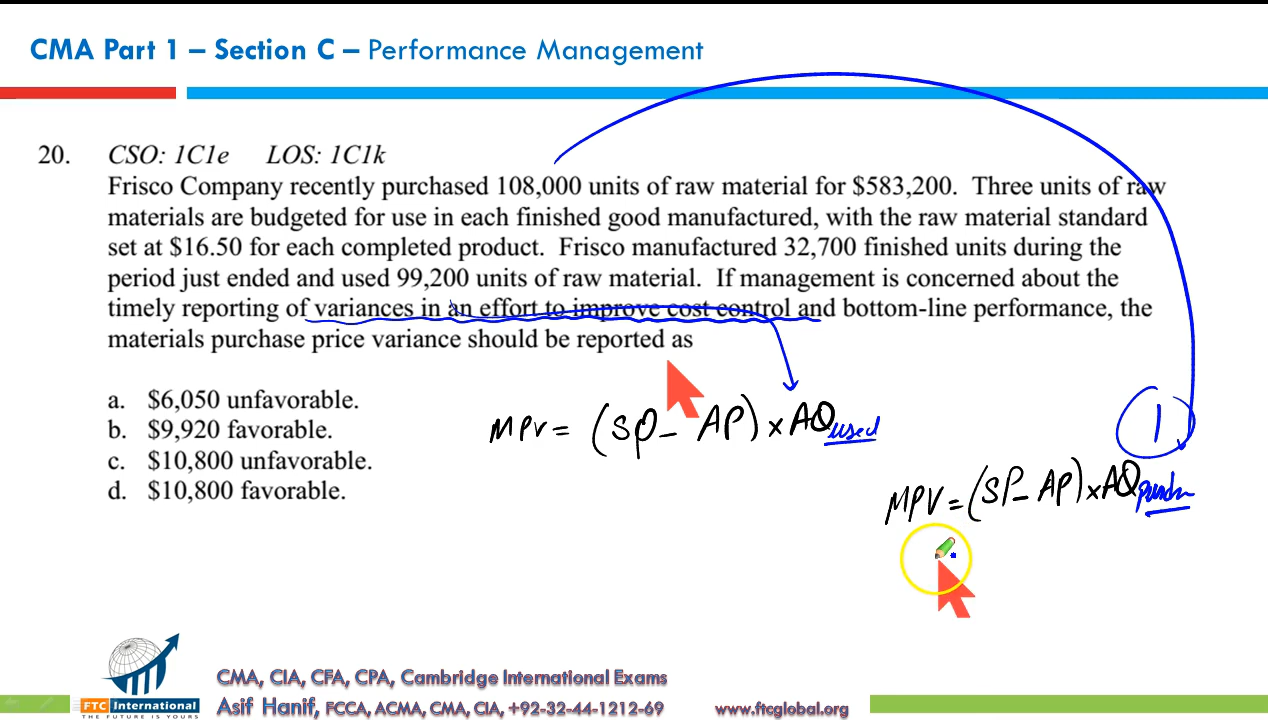 CMA Part 1 – Section C – Performance Management
20. CSO: 1C1e LOS: 1C1k
Frisco Company recently purchased 108,000 units of raw material for $583,200. Three units of raw
materials are budgeted for use in each finished good manufactured, with the raw material standard
set at $16.50 for each completed product. Frisco manufactured 32,700 finished units during the
period just ended and used 99,200 units of raw material. If management is concerned about the
timely reporting of variances in an effort to improve cost control and bottom-line performance, the
materials purchase price variance should be reported as
a. $6,050 unfavorable.
b. $9,920 favorable.
c. $10,800 unfavorable.
d. $10,800 favorable.
MPV = (SP – AP) × AQ used
1
MPV = (SP – AP) × AQ
FTC International
THE FUTURE IS YOURS
CMA, CIA, CFA, CPA, Cambridge International Exams
Asif Hanif, FCCA, ACMA, CMA, CIA, +92-32-44-1212-69 www.ftcglobal.org